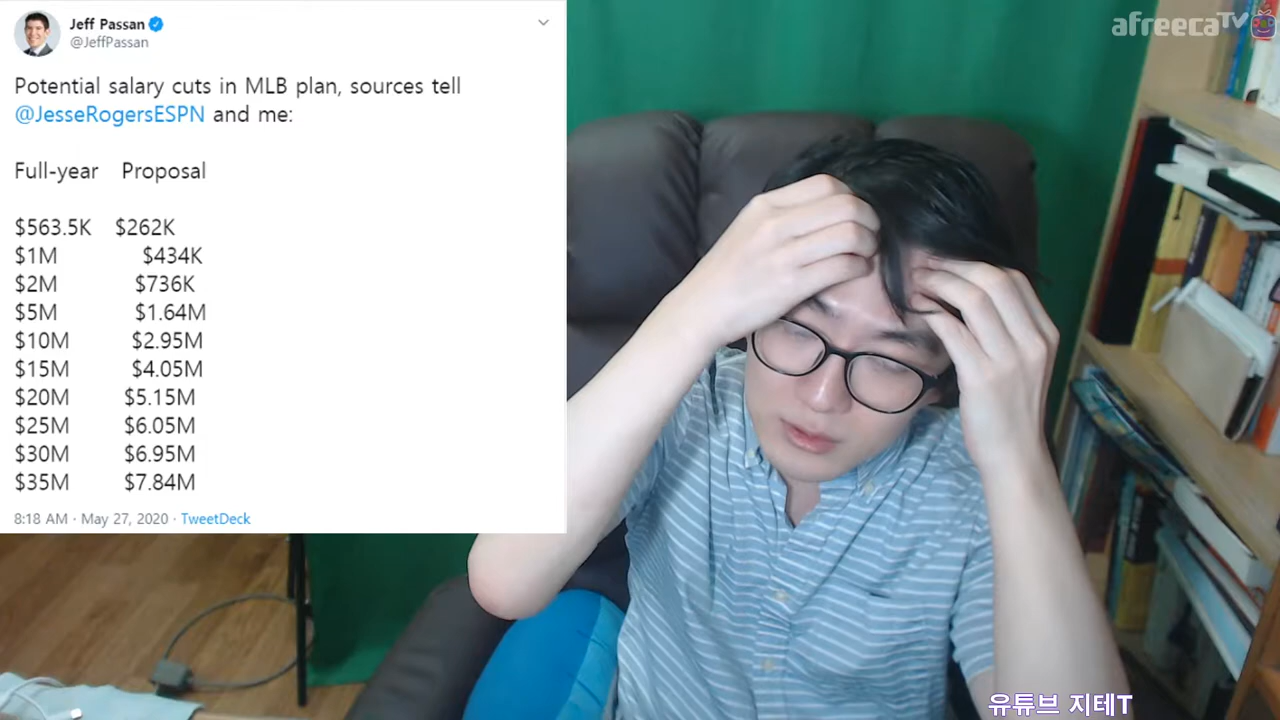 Jeff Passan
@JeffPassan
Potential salary cuts in MLB plan, sources tell
@JesseRogersESPN and me:
Full-year Proposal
$563.5K $262K
$1M $434K
$2M $736K
$5M $1.64M
$10M $2.95M
$15M $4.05M
$20M $5.15M
$25M $6.05M
$30M $6.95M
$35M $7.84M
8:18 AM · May 27, 2020 · TweetDeck
afreecaTV
유튜브 지테T